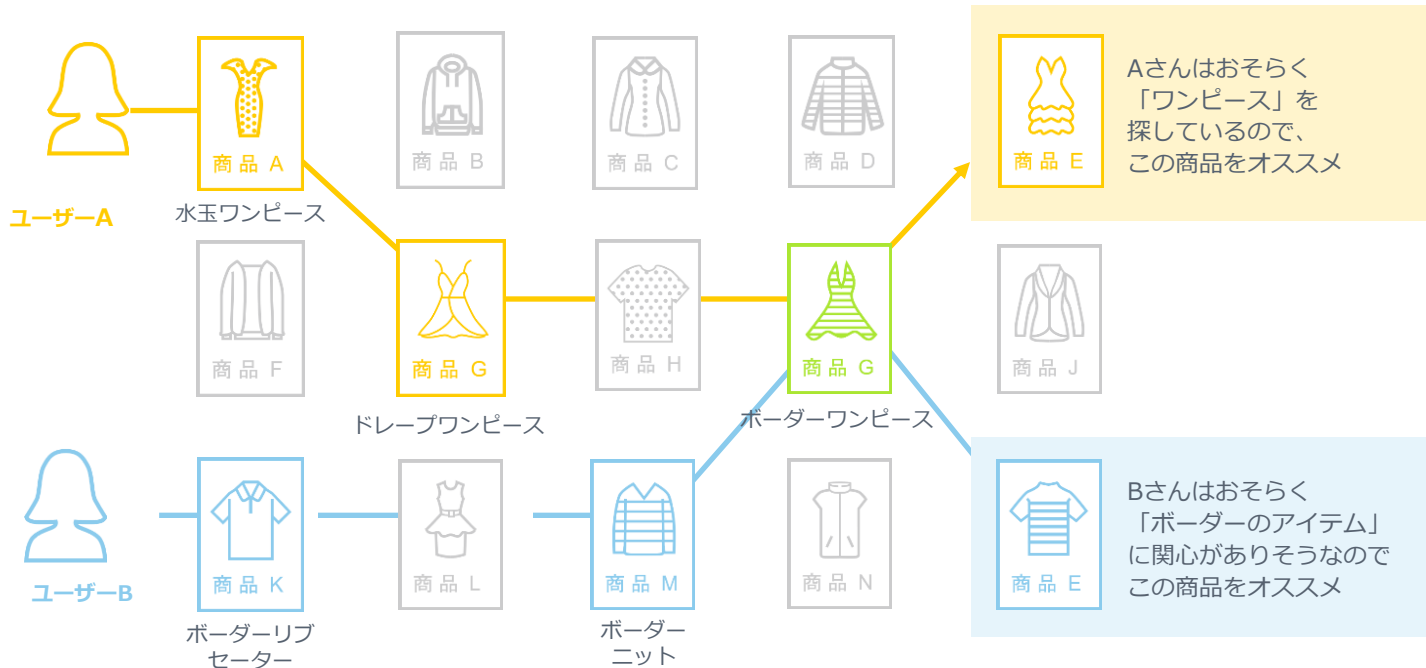 商品 A
商品 B
商品 C
商品 D
商品 E
Aさんはおそらく
「ワンピース」を
探しているので、
この商品をオススメ
ユーザーA
水玉ワンピース
商品 F
商品 G
商品 H
商品 G
商品 J
ドレープワンピース
ボーダーワンピース
ユーザーB
商品 K
商品 L
商品 M
商品 N
商品 E
Bさんはおそらく
「ボーダーのアイテム」
に関心がありそうなので
この商品をオススメ
ボーダーリブ
セーター
ボーダー
ニット